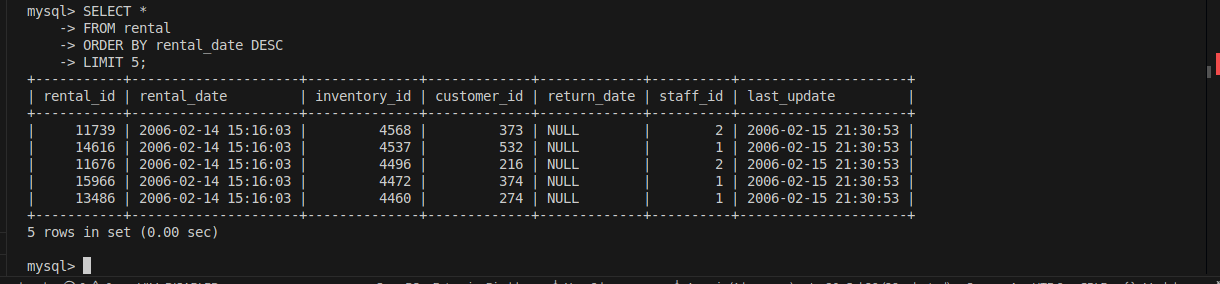 mysql> SELECT *
    -> FROM rental
    -> ORDER BY rental_date DESC
    -> LIMIT 5;
+-----------+---------------------+--------------+-------------+-------------+----------+---------------------+
| rental_id | rental_date         | inventory_id | customer_id | return_date | staff_id | last_update         |
+-----------+---------------------+--------------+-------------+-------------+----------+---------------------+
|     11739 | 2006-02-14 15:16:03 |         4568 |         373 | NULL        |        2 | 2006-02-15 21:30:53 |
|     14616 | 2006-02-14 15:16:03 |         4537 |         532 | NULL        |        1 | 2006-02-15 21:30:53 |
|     11676 | 2006-02-14 15:16:03 |         4496 |         216 | NULL        |        2 | 2006-02-15 21:30:53 |
|     15966 | 2006-02-14 15:16:03 |         4472 |         374 | NULL        |        1 | 2006-02-15 21:30:53 |
|     13486 | 2006-02-14 15:16:03 |         4460 |         274 | NULL        |        1 | 2006-02-15 21:30:53 |
+-----------+---------------------+--------------+-------------+-------------+----------+---------------------+
5 rows in set (0.00 sec)
mysql>